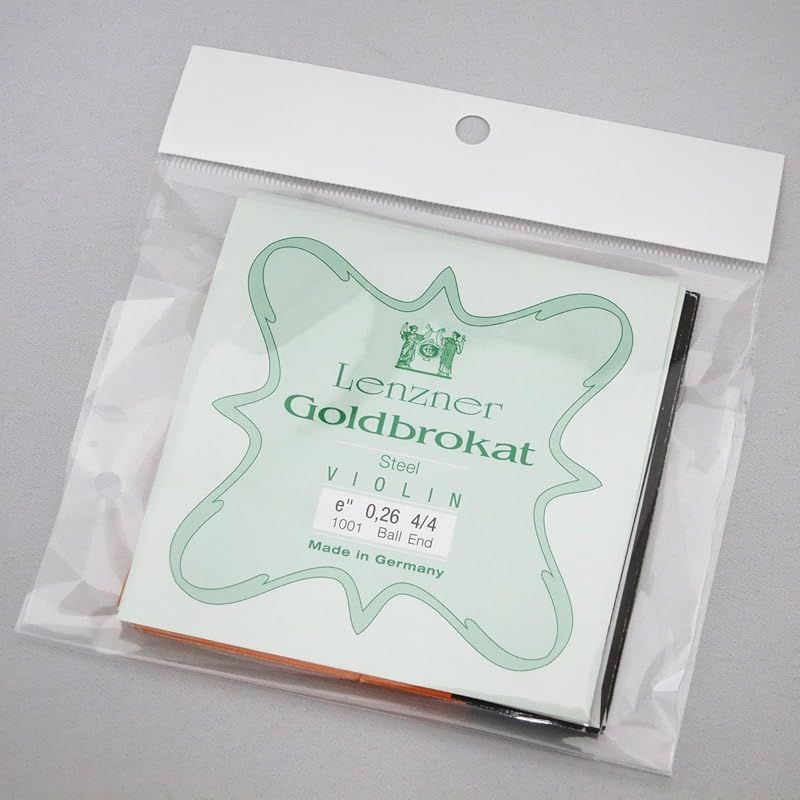 Lenzner
Goldbrokat
Steel
VIOLIN
e" 0,26 4/4
1001 Ball End
Made in Germany